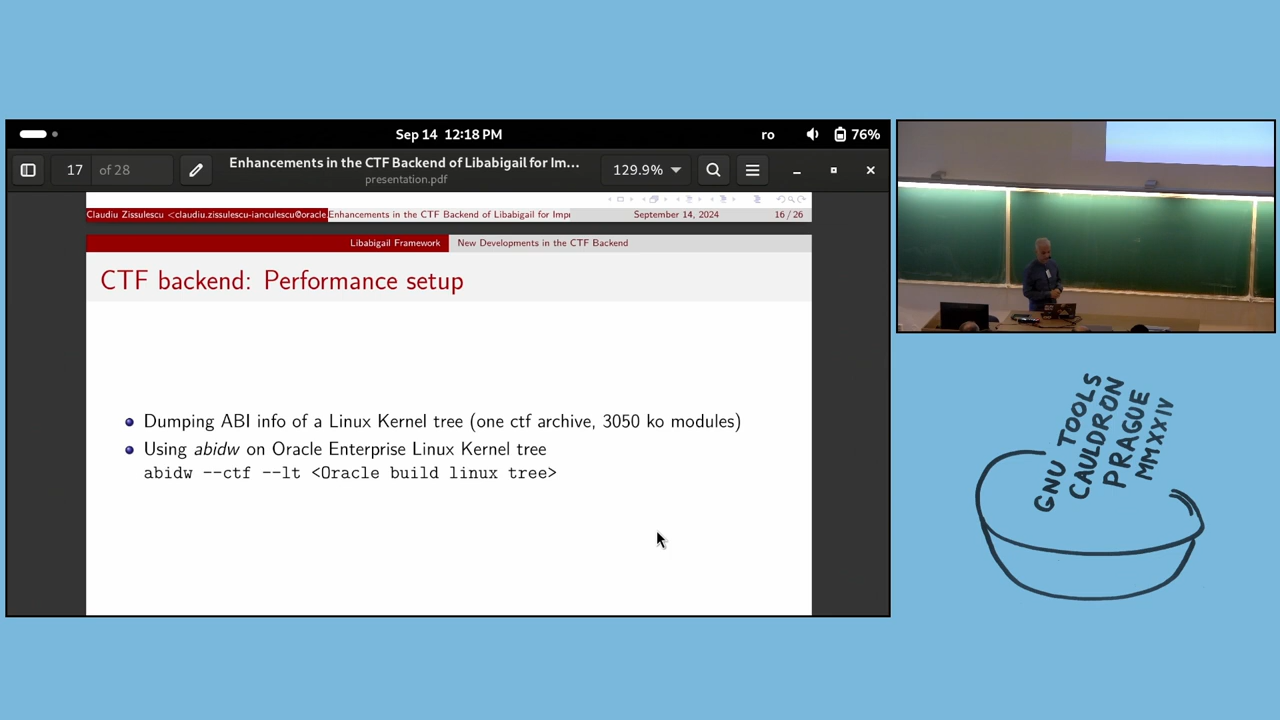 Sep 14 12:18 PM
ro
76%
17 of 28
Enhancements in the CTF Backend of Libabigail for Im...
presentation.pdf
129.9%
Claudiu Zissulescu <claudiu.zissulescu-ianculescu@oracle
Enhancements in the CTF Backend of Libabigail for Impr
September 14, 2024
16 / 26
Libabigail Framework
New Developments in the CTF Backend
CTF backend: Performance setup
Dumping ABI info of a Linux Kernel tree (one ctf archive, 3050 ko modules)
Using abidw on Oracle Enterprise Linux Kernel tree
abidw --ctf --lt <Oracle build linux tree>
GNU TOOLS
CAULDRON
PRAGUE
MMXXIV